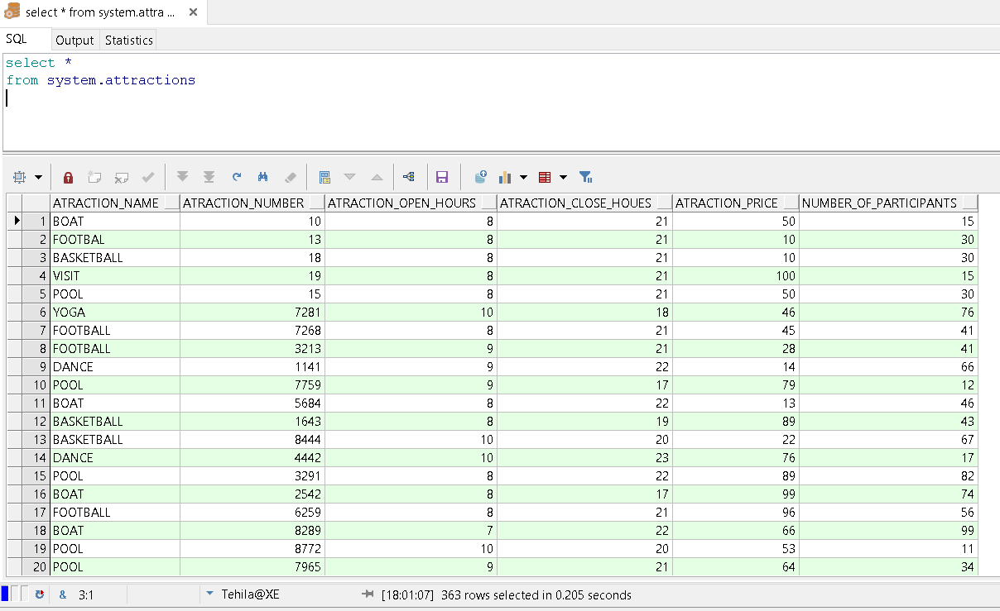 select * from system.attra ... ×
SQL Output Statistics
select *
from system.attractions
ATRACTION_NAME ATRACTION_NUMBER ATRACTION_OPEN_HOURS ATRACTION_CLOSE_HOUES ATRACTION_PRICE NUMBER_OF_PARTICIPANTS
1 BOAT 10 8 21 50 15
2 FOOTBAL 13 8 21 10 30
3 BASKETBALL 18 8 21 10 30
4 VISIT 19 8 21 100 15
5 POOL 15 8 21 50 30
6 YOGA 7281 10 18 46 76
7 FOOTBALL 7268 8 21 45 41
8 FOOTBALL 3213 9 21 28 41
9 DANCE 1141 9 22 14 66
10 POOL 7759 9 17 79 12
11 BOAT 5684 8 22 13 46
12 BASKETBALL 1643 8 19 89 43
13 BASKETBALL 8444 10 20 22 67
14 DANCE 4442 10 23 76 17
15 POOL 3291 8 22 89 82
16 BOAT 2542 8 17 99 74
17 FOOTBALL 6259 8 21 96 56
18 BOAT 8289 7 22 66 99
19 POOL 8772 10 20 53 11
20 POOL 7965 9 21 64 34
& 3:1 Tehila@XE [18:01:07] 363 rows selected in 0.205 seconds